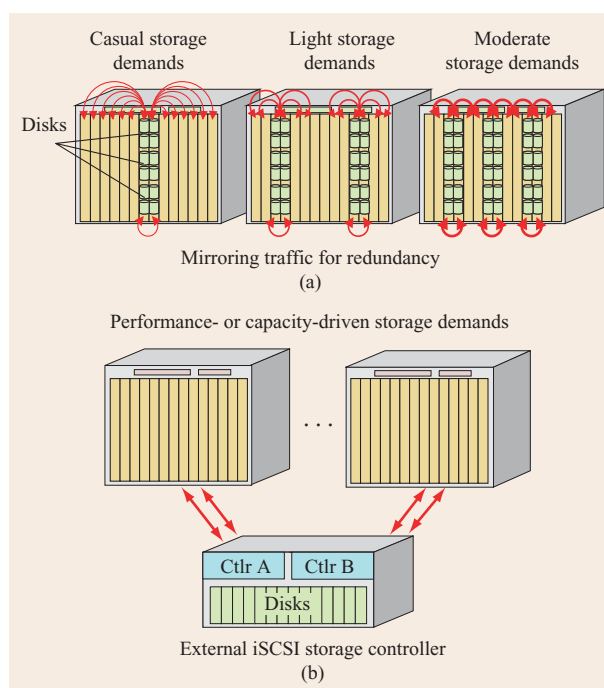 Casual storage
demands
Light storage
demands
Moderate
storage demands
Disks
Mirroring traffic for redundancy
(a)
Performance- or capacity-driven storage demands
. . .
Ctlr A
Ctlr B
Disks
External iSCSI storage controller
(b)